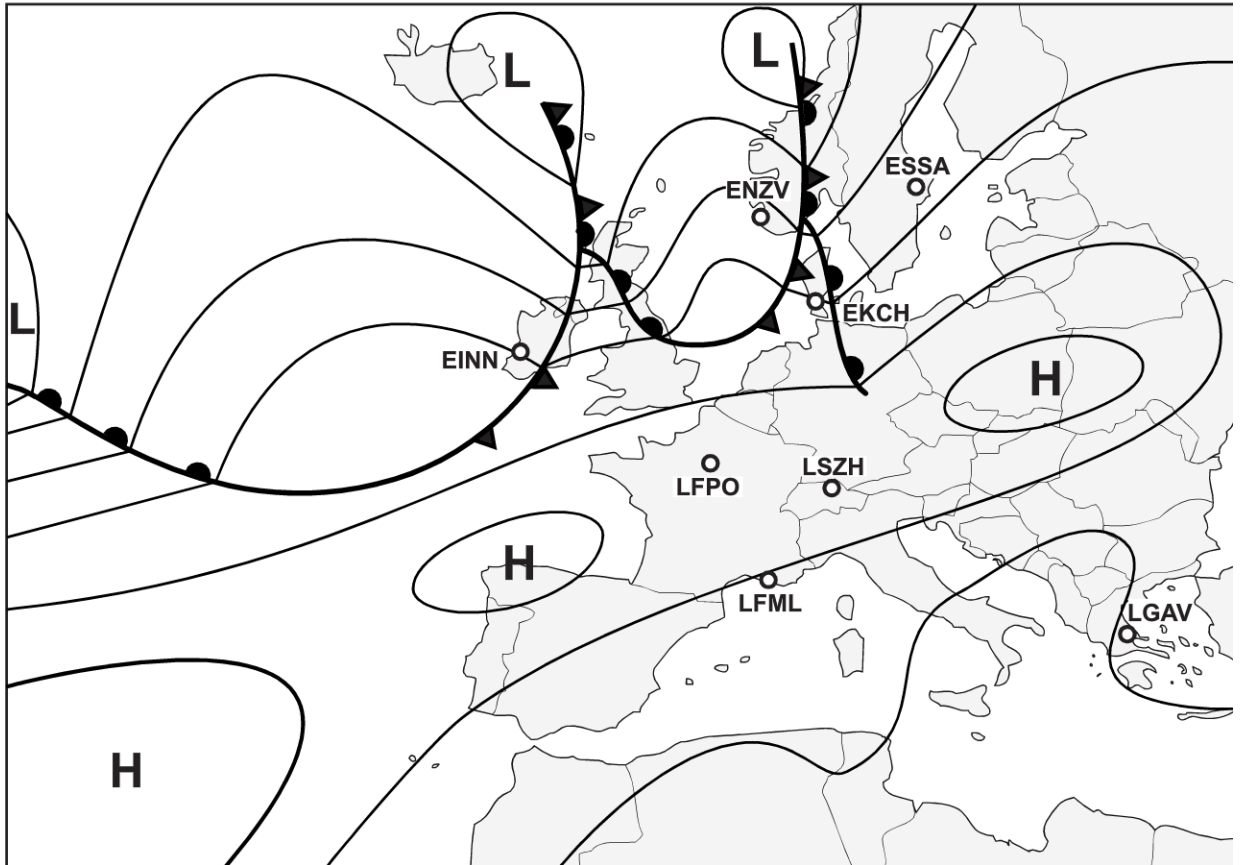 L
L
ESSA
ENZV
L
EKCH
EINN
H
LSZH
LFPO
H
LFML
LGAV
H